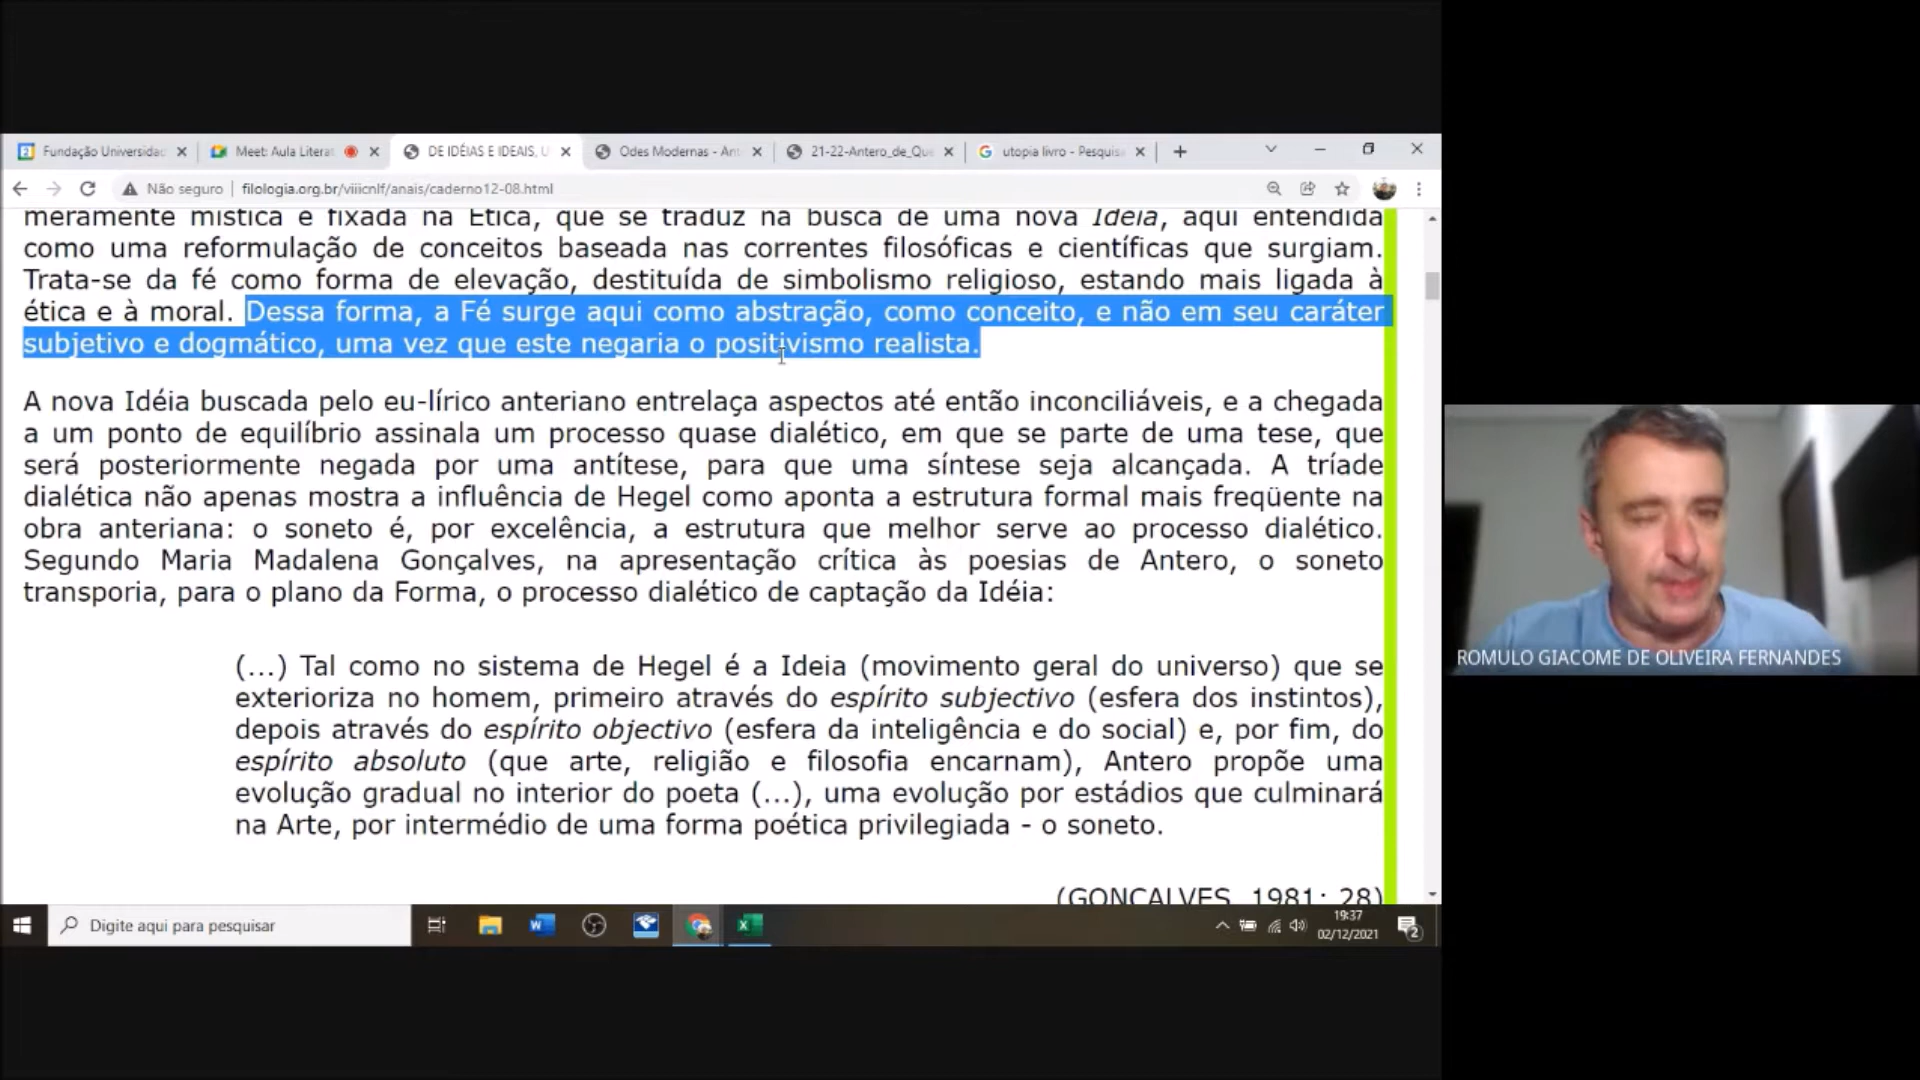 Fundação Universidad
Meet: Aula Literat
DE IDÉIAS E IDEAIS, U
Odes Modernas - Ant
21-22-Antero_de_Que
utopia livro - Pesquis
Não seguro
filologia.org.br/viiicnlf/anais/caderno12-08.html
meramente mística e fixada na Ética, que se traduz na busca de uma nova Idéia, aqui entendida
como uma reformulação de conceitos baseada nas correntes filosóficas e científicas que surgiam.
Trata-se da fé como forma de elevação, destituída de simbolismo religioso, estando mais ligada à
ética e à moral. Dessa forma, a Fé surge aqui como abstração, como conceito, e não em seu caráter
subjetivo e dogmático, uma vez que este negaria o positivismo realista.
A nova Idéia buscada pelo eu-lírico anteriano entrelaça aspectos até então inconciliáveis, e a chegada
a um ponto de equilíbrio assinala um processo quase dialético, em que se parte de uma tese, que
será posteriormente negada por uma antítese, para que uma síntese seja alcançada. A tríade
dialética não apenas mostra a influência de Hegel como aponta a estrutura formal mais freqüente na
obra anteriana: o soneto é, por excelência, a estrutura que melhor serve ao processo dialético.
Segundo Maria Madalena Gonçalves, na apresentação crítica às poesias de Antero, o soneto
transporia, para o plano da Forma, o processo dialético de captação da Idéia:
(...) Tal como no sistema de Hegel é a Ideia (movimento geral do universo) que se
exterioriza no homem, primeiro através do espírito subjectivo (esfera dos instintos),
depois através do espírito objectivo (esfera da inteligência e do social) e, por fim, do
espírito absoluto (que arte, religião e filosofia encarnam), Antero propõe uma
evolução gradual no interior do poeta (...), uma evolução por estádios que culminará
na Arte, por intermédio de uma forma poética privilegiada - o soneto.
(GONÇALVES, 1981: 28)
ROMULO GIACOME DE OLIVEIRA FERNANDES
Digite aqui para pesquisar
19:37
02/12/2021
2